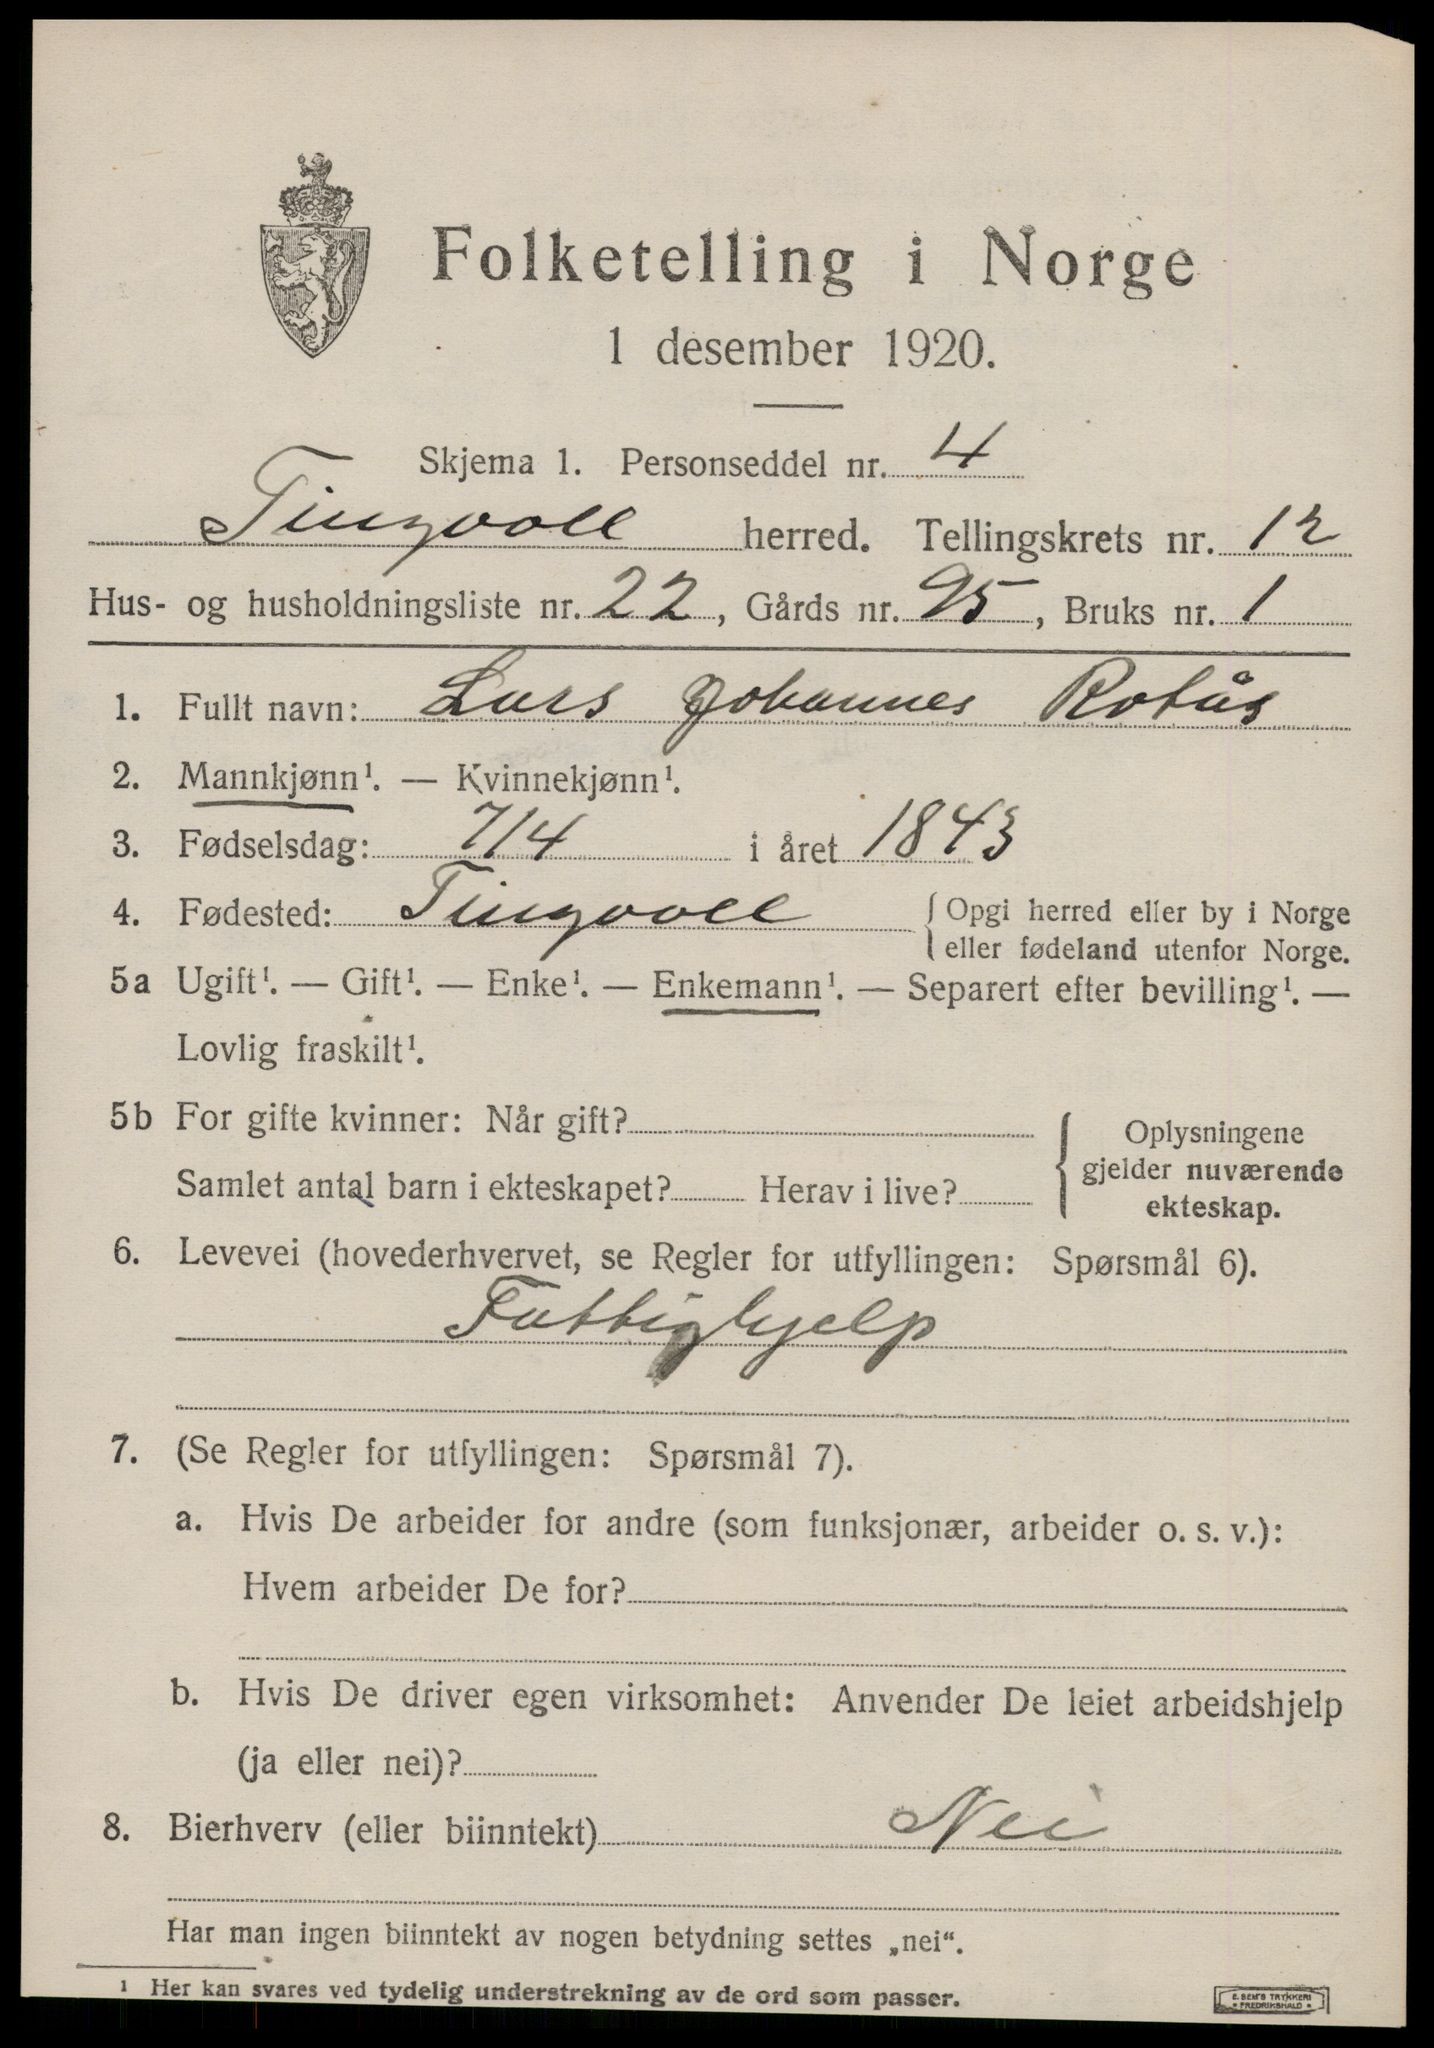 Folketelling i Norge
1 desember 1920.
Skjema 1. Personseddel nr. 4
Tingvoll herred. Tellingskrets nr. 12
Hus- og husholdningsliste nr. 22, Gårds nr. 95, Bruks nr. 1
1. Fullt navn: Lars Johannes Rotås
2. Mannkjønn¹. — Kvinnekjønn¹.
3. Fødselsdag: 7/4 i året 1843
4. Fødested: Tingvoll {Opgi herred eller by i Norge
eller fødeland utenfor Norge.
5a Ugift¹. — Gift¹. — Enke¹. — Enkemann¹. — Separert efter bevilling¹. —
Lovlig fraskilt¹.
5b For gifte kvinner: Når gift?
Samlet antal barn i ekteskapet? Herav i live?
Oplysningene
gjelder nuværende
ekteskap.
6. Levevei (hovederhvervet, se Regler for utfyllingen: Spørsmål 6).
Fattighjelp
7. (Se Regler for utfyllingen: Spørsmål 7).
a. Hvis De arbeider for andre (som funksjonær, arbeider o. s. v.):
Hvem arbeider De for?
b. Hvis De driver egen virksomhet: Anvender De leiet arbeidshjelp
(ja eller nei)?
8. Bierhverv (eller biinntekt) Nei
Har man ingen biinntekt av nogen betydning settes „nei“.
¹ Her kan svares ved tydelig understrekning av de ord som passer.
E. SEM'S TRYKKERI
FREDRIKSHALD